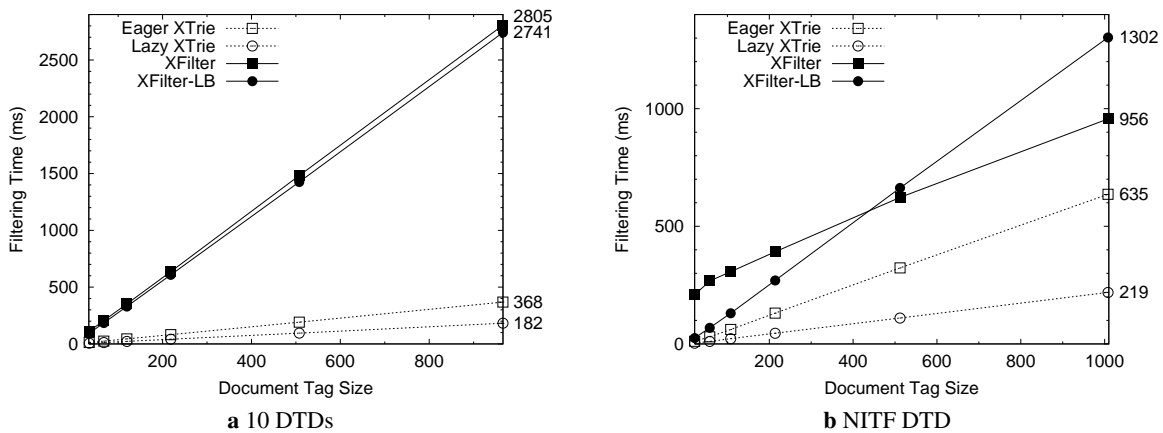 Eager XTrie
Lazy XTrie
XFilter
XFilter-LB
2805
2741
368
182
2500
2000
1500
1000
500
0
200 400 600 800
Filtering Time (ms)
Document Tag Size
a 10 DTDs
Eager XTrie
Lazy XTrie
XFilter
XFilter-LB
1302
956
635
219
1000
500
0
0 200 400 600 800 1000
Filtering Time (ms)
Document Tag Size
b NITF DTD